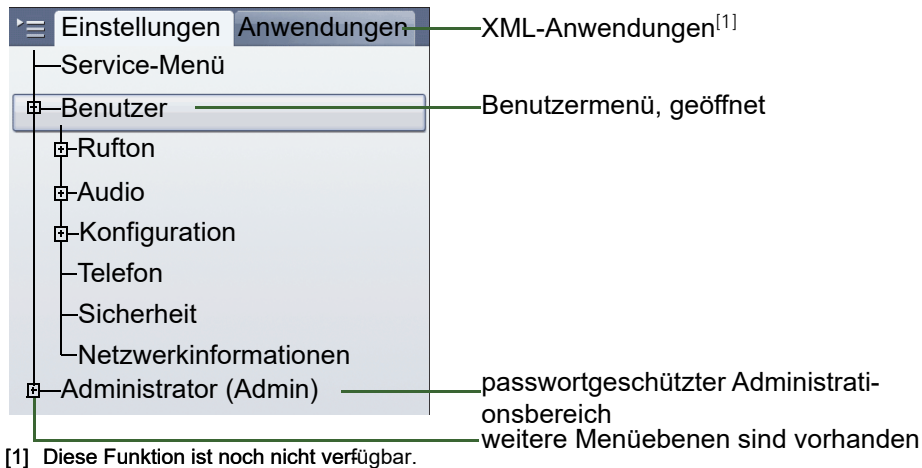 Einstellungen Anwendungen XML-Anwendungen[1]
Service-Menü
Benutzer Benutzermenü, geöffnet
Rufton
Audio
Konfiguration
Telefon
Sicherheit
Netzwerkinformationen
Administrator (Admin) passwortgeschützter Administrati-
onsbereich
weitere Menüebenen sind vorhanden
[1] Diese Funktion ist noch nicht verfügbar.